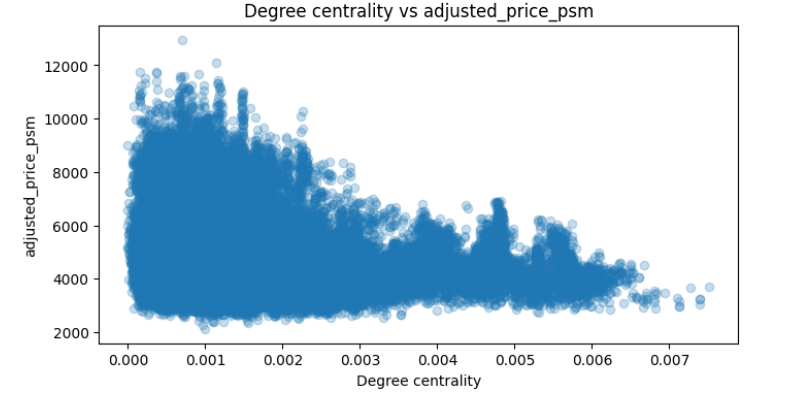 Degree centrality vs adjusted_price_psm
12000
10000
8000
6000
4000
2000
adjusted_price_psm
0.000 0.001 0.002 0.003 0.004 0.005 0.006 0.007
Degree centrality